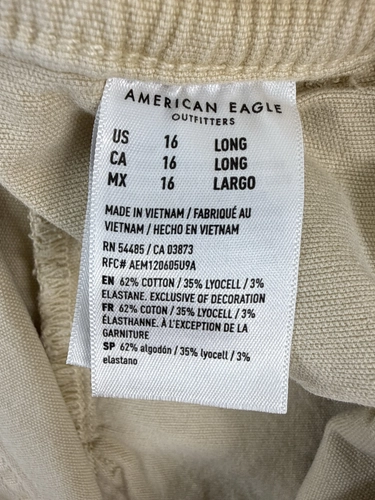 AMERICAN EAGLE
OUTFITTERS
US 16 LONG
CA 16 LONG
MX 16 LARGO
MADE IN VIETNAM / FABRIQUÉ AU
VIETNAM / HECHO EN VIETNAM
RN 54485 / CA 03873
RFC# AEM120605U9A
EN 62% COTTON / 35% LYOCELL / 3%
ELASTANE. EXCLUSIVE OF DECORATION
FR 62% COTON / 35% LYOCELL / 3%
ÉLASTHANNE. À L'EXCEPTION DE LA
GARNITURE
SP 62% algodón / 35% lyocell / 3%
elastano